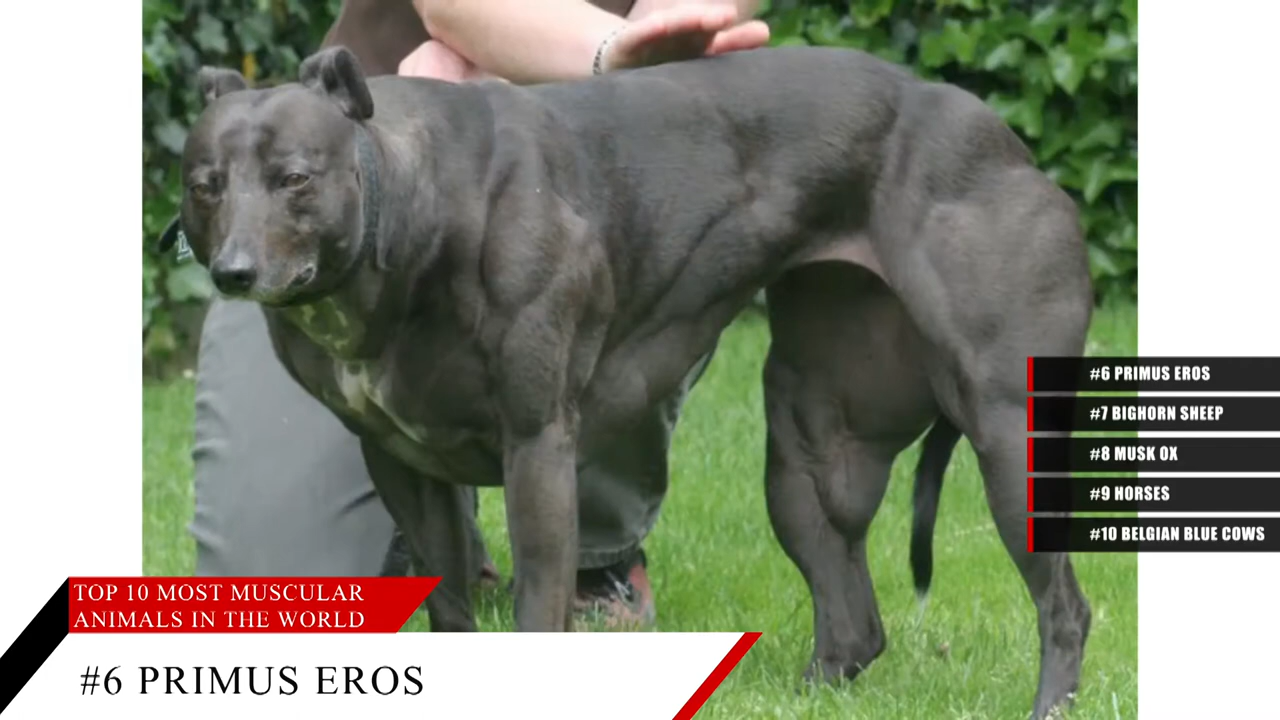 #6 PRIMUS EROS
#7 BIGHORN SHEEP
#8 MUSK OX
#9 HORSES
#10 BELGIAN BLUE COWS
TOP 10 MOST MUSCULAR
ANIMALS IN THE WORLD
#6 PRIMUS EROS